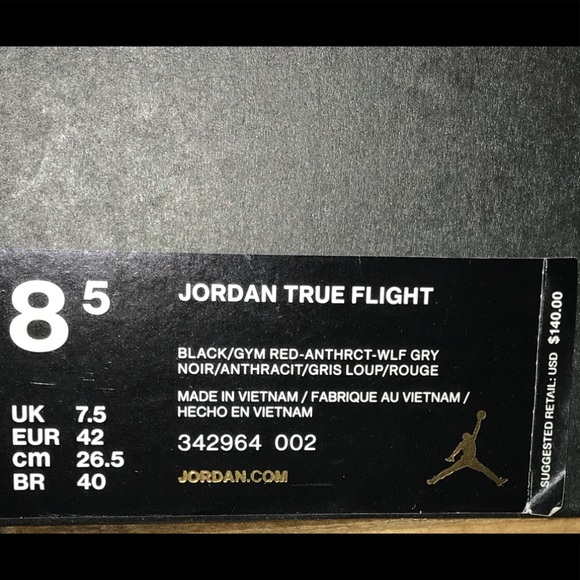 8 5
UK 7.5
EUR 42
cm 26.5
BR 40
JORDAN TRUE FLIGHT
BLACK/GYM RED-ANTHRCT-WLF GRY
NOIR/ANTHRACIT/GRIS LOUP/ROUGE
MADE IN VIETNAM / FABRIQUE AU VIETNAM /
HECHO EN VIETNAM
342964 002
JORDAN.COM
SUGGESTED RETAIL: USD $140.00